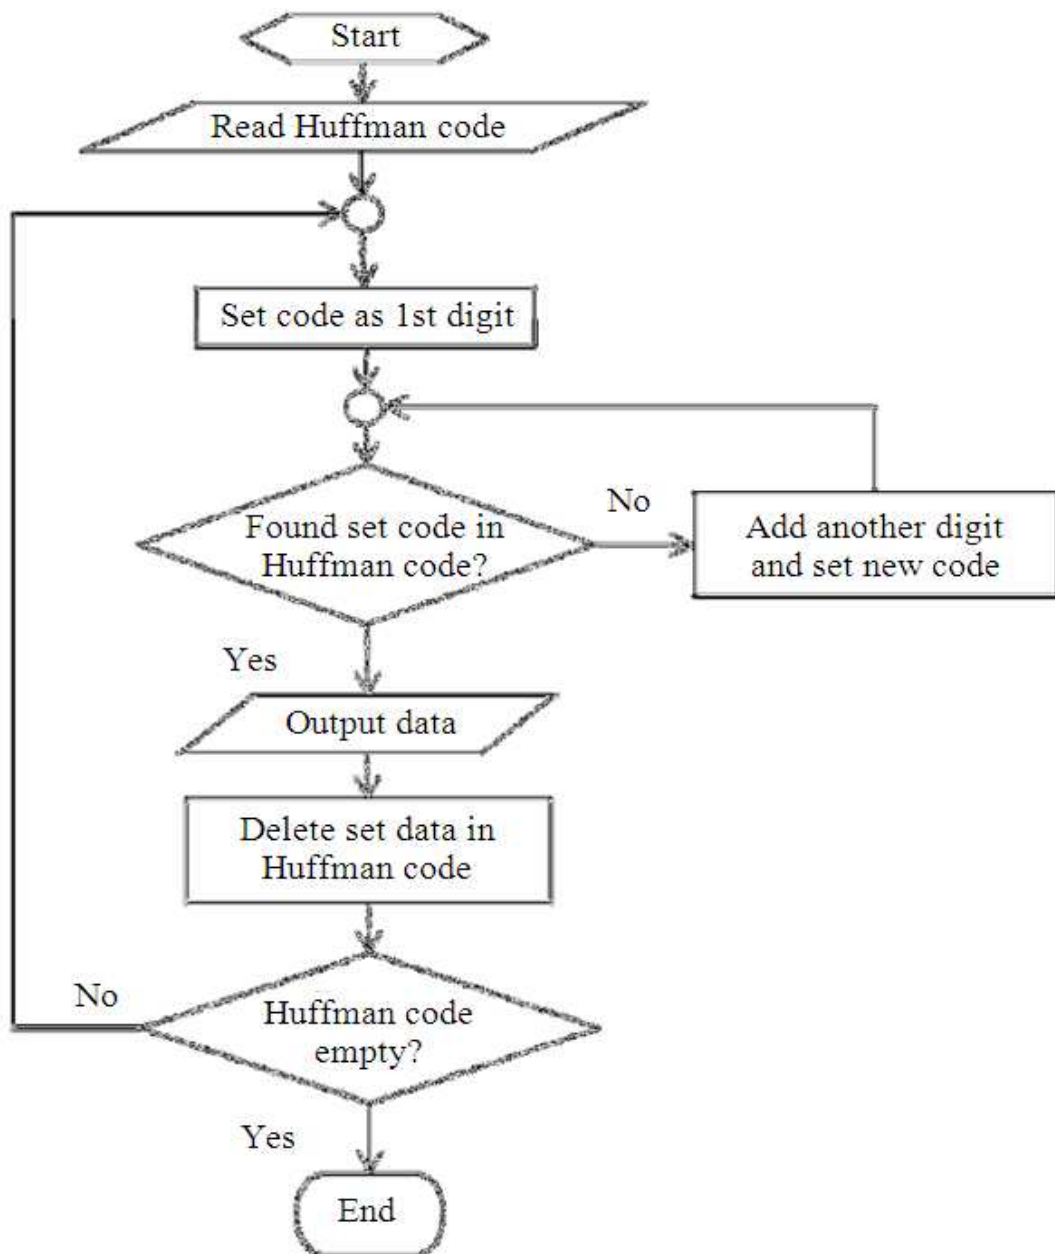 Start
Read Huffman code
Set code as 1st digit
Found set code in
Huffman code?
No
Add another digit
and set new code
Yes
Output data
Delete set data in
Huffman code
No
Huffman code
empty?
Yes
End